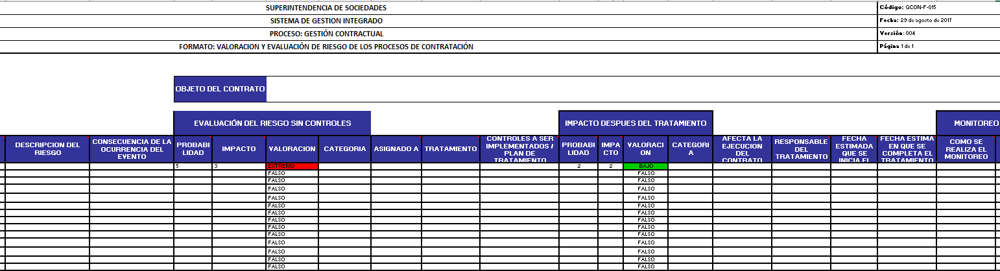 SUPERINTENDENCIA DE SOCIEDADES
Código: GCON-F-015
SISTEMA DE GESTION INTEGRADO
Fecha: 29 de agosto de 2017
PROCESO: GESTIÓN CONTRACTUAL
Versión: 004
FORMATO: VALORACION Y EVALUACIÓN DE RIESGO DE LOS PROCESOS DE CONTRATACIÓN
Página 1 de 1
OBJETO DEL CONTRATO
EVALUACIÓN DEL RIESGO SIN CONTROLES
IMPACTO DESPUES DEL TRATAMIENTO
MONITOREO
DESCRIPCION DEL
RIESGO
CONSECUENCIA DE LA
OCURRENCIA DEL
EVENTO
PROBABI
LIDAD
IMPACTO
VALORACION
CATEGORIA
ASIGNADO A
TRATAMIENTO
CONTROLES A SER
IMPLEMENTADOS /
PLAN DE
TRATAMIENTO
PROBABI
LIDAD
IMPA
CTO
VALORACI
ON
CATEGORI
A
AFECTA LA
EJECUCION
DEL
CONTRATO
RESPONSABLE
DEL
TRATAMIENTO
FECHA
ESTIMADA
QUE SE
INICIA EL
FECHA ESTIMA
EN QUE SE
COMPLETA EL
TRATAMIENTO
COMO SE
REALIZA EL
MONITOREO
5 3 EXTREMO 2 2 BAJO
FALSO FALSO
FALSO FALSO
FALSO FALSO
FALSO FALSO
FALSO FALSO
FALSO FALSO
FALSO FALSO
FALSO FALSO
FALSO FALSO
FALSO FALSO
FALSO FALSO
FALSO FALSO
FALSO FALSO